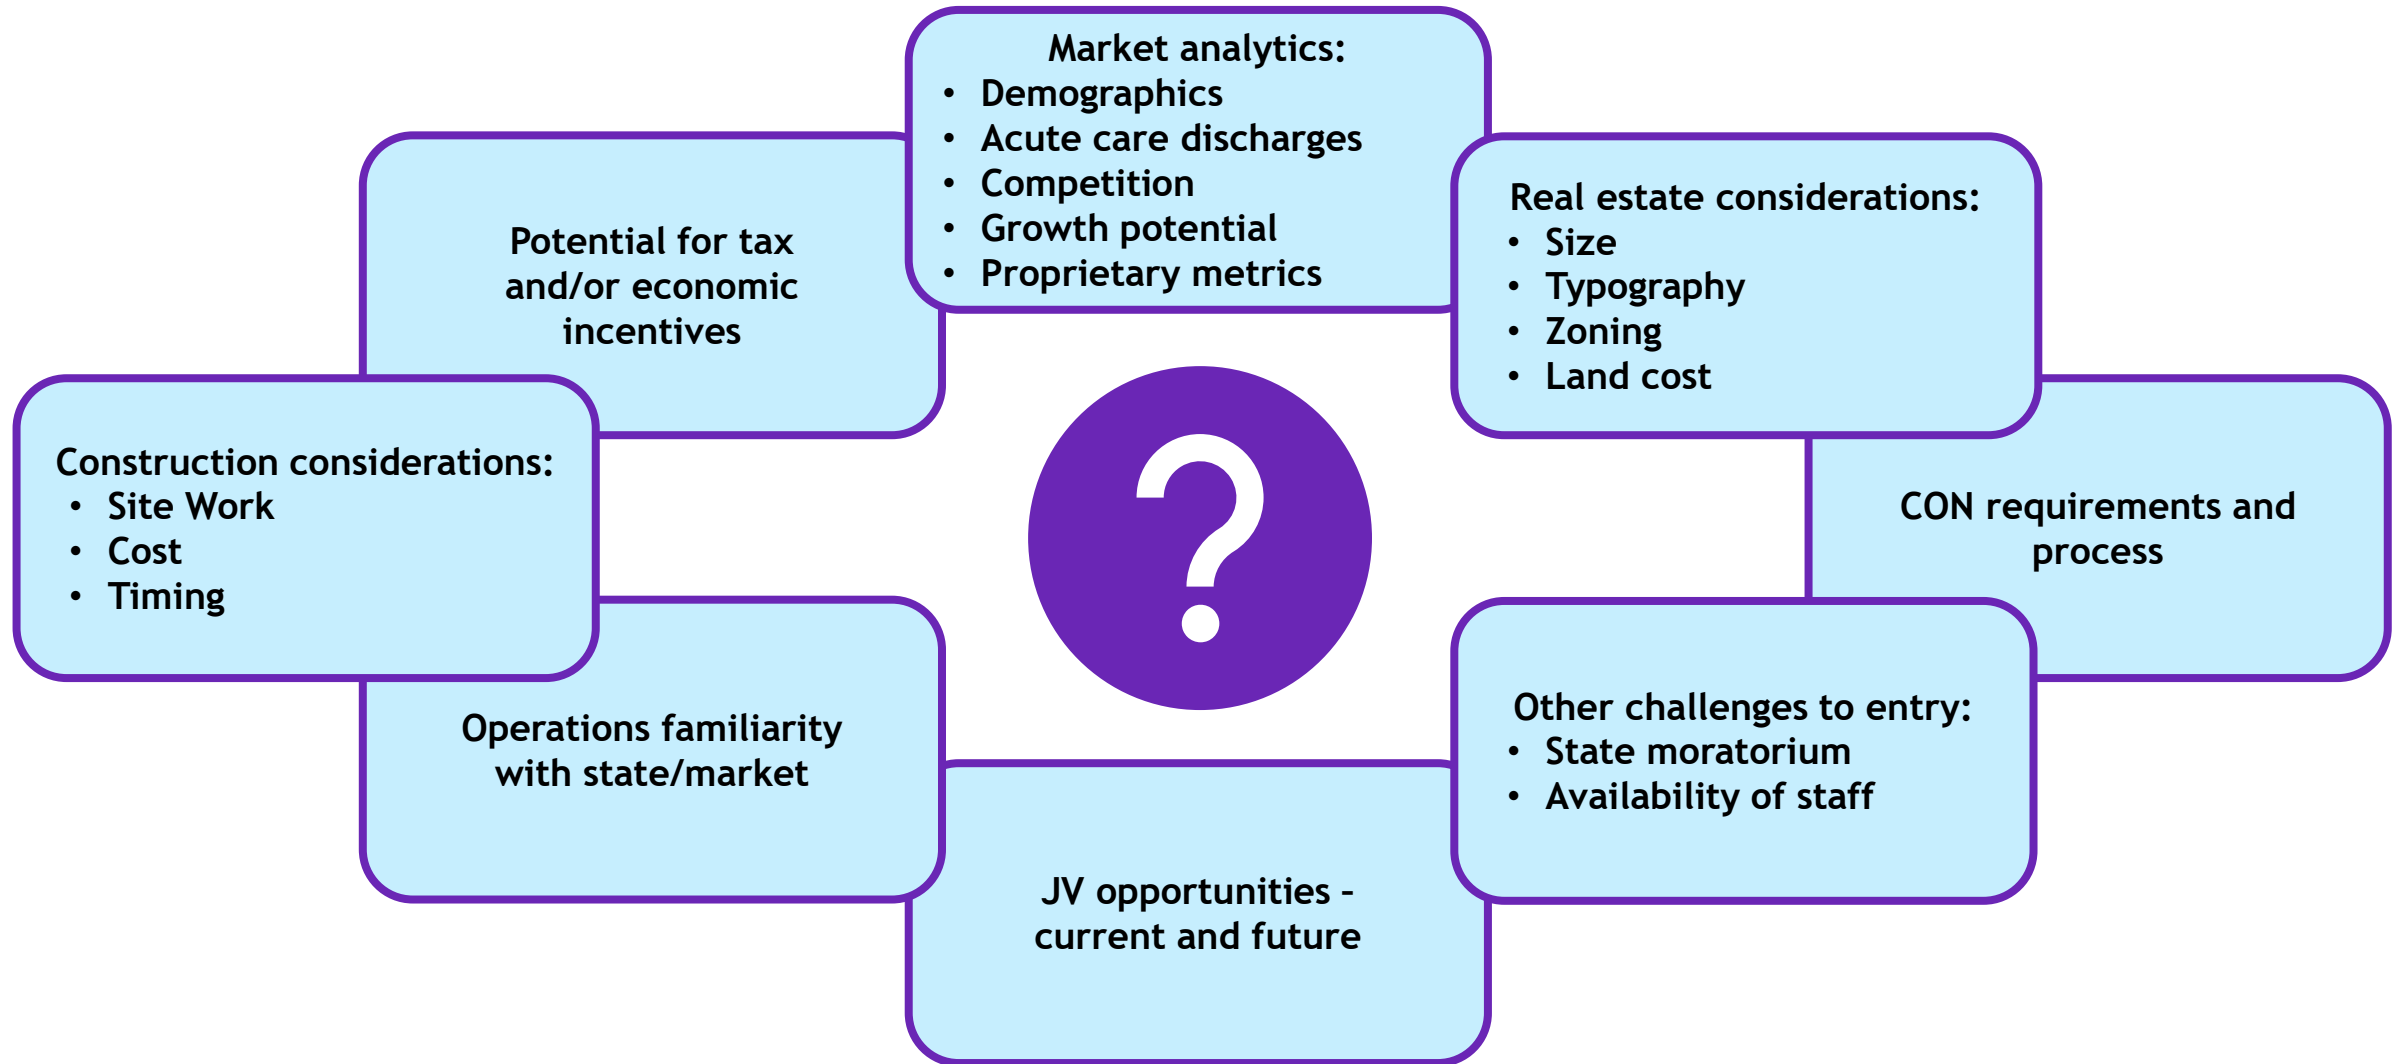 Market analytics:
• Demographics
• Acute care discharges
• Competition
• Growth potential
• Proprietary metrics
Real estate considerations:
• Size
• Typography
• Zoning
• Land cost
CON requirements and
process
Other challenges to entry:
• State moratorium
• Availability of staff
JV opportunities –
current and future
Operations familiarity
with state/market
Construction considerations:
• Site Work
• Cost
• Timing
Potential for tax
and/or economic
incentives
?